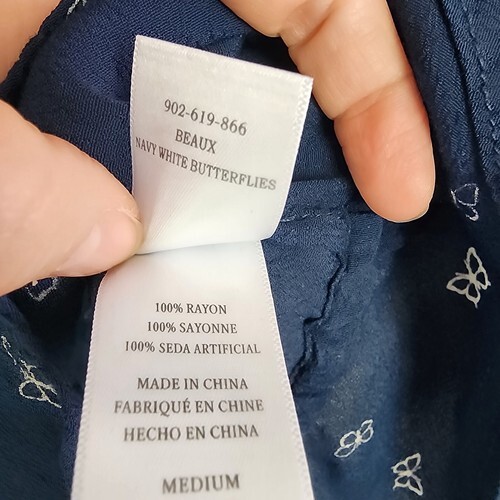 902-619-866
BEAUX
NAVY WHITE BUTTERFLIES
100% RAYON
100% SAYONNE
100% SEDA ARTIFICIAL
MADE IN CHINA
FABRIQUÉ EN CHINE
HECHO EN CHINA
MEDIUM